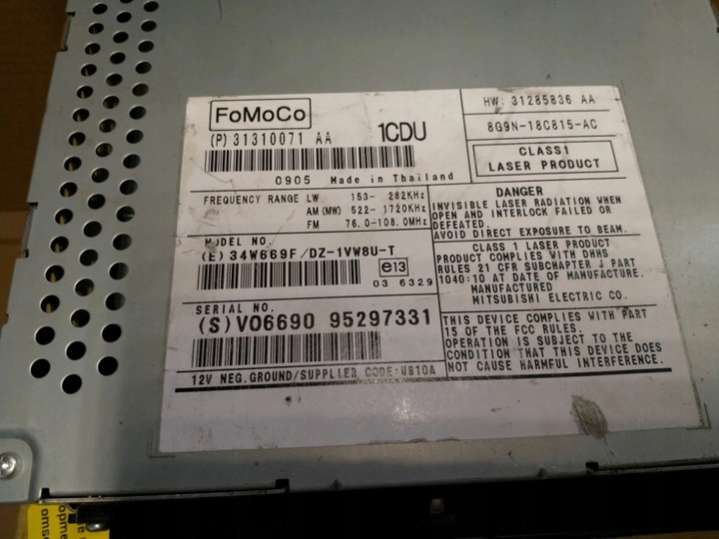 FoMoCo
(P) 31310071 AA
1CDU
0905 Made in Thailand
HW: 31285836 AA
8G9N-18C815-AC
CLASS1
LASER PRODUCT
FREQUENCY RANGE LW 153- 282KHz
AM (MW) 522- 1720KHz
FM 76.0-108.0MHz
MODEL NO.
(E) 34W669F/DZ-1VW8U-T
e13
03 6329
SERIAL NO.
(S) V06690 95297331
12V NEG.GROUND/SUPPLIER CODE:U810A
DANGER
INVISIBLE LASER RADIATION WHEN
OPEN AND INTERLOCK FAILED OR
DEFEATED.
AVOID DIRECT EXPOSURE TO BEAM.
CLASS 1 LASER PRODUCT
PRODUCT COMPLIES WITH DHHS
RULES 21 CFR SUBCHAPTER J PART
1040:10 AT DATE OF MANUFACTURE.
MANUFACTURED
MITSUBISHI ELECTRIC CO.
THIS DEVICE COMPLIES WITH PART
15 OF THE FCC RULES.
OPERATION IS SUBJECT TO THE
CONDITION THAT THIS DEVICE DOES
NOT CAUSE HARMFUL INTERFERENCE.